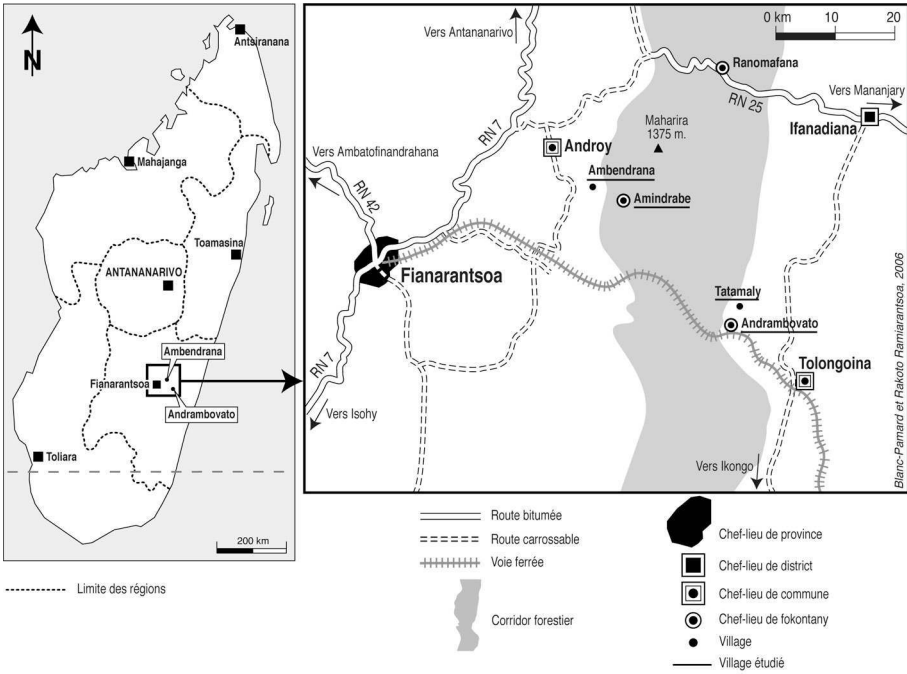 N
Antsiranana
Mahajanga
Toamasina
ANTANANARIVO
Ambendrana
Fianarantsoa
Andrambovato
Toliara
200 km
Limite des régions
0 km 10 20
Vers Antananarivo
Ranomafana
Vers Mananjary
RN 25
Ifanadiana
Maharira
1375 m.
RN 7
Androy
Vers Ambatofinandrahana
Ambendrana
Amindrabe
RN 42
Fianarantsoa
Tatamaly
Andrambovato
RN 7
Tolongoina
Vers Isohy
Vers Ikongo
Blanc-Pamard et Rakoto Ramiarantsoa, 2006
Route bitumée
Route carrossable
Voie ferrée
Corridor forestier
Chef-lieu de province
Chef-lieu de district
Chef-lieu de commune
Chef-lieu de fokontany
Village
Village étudié